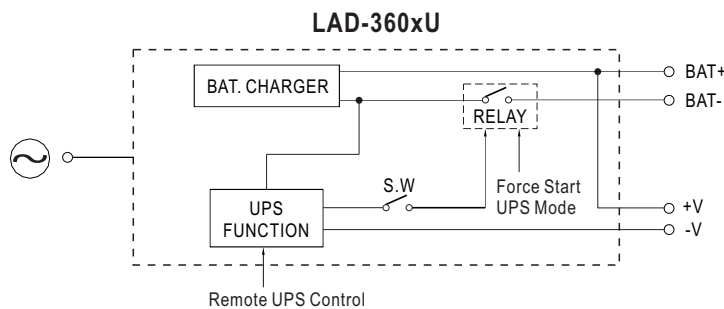 LAD-360xU
BAT. CHARGER
BAT+
BAT-
RELAY
S.W
Force Start
UPS Mode
UPS
FUNCTION
+V
-V
Remote UPS Control